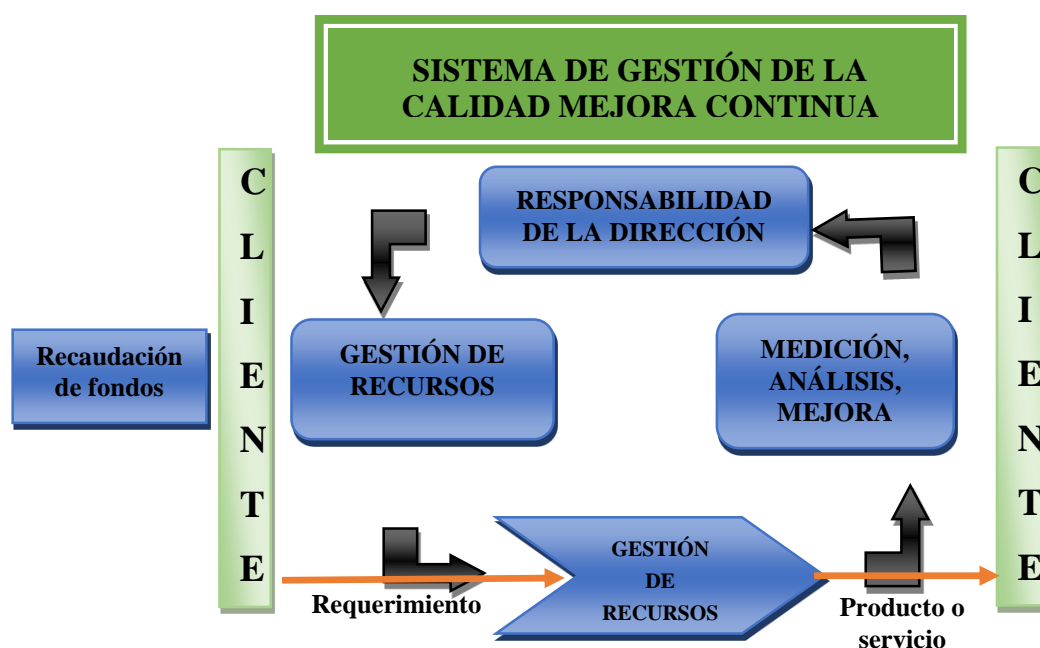 SISTEMA DE GESTIÓN DE LA
CALIDAD MEJORA CONTINUA
C
L
I
E
N
T
E
RESPONSABILIDAD
DE LA DIRECCIÓN
Recaudación
de fondos
GESTIÓN DE
RECURSOS
MEDICIÓN,
ANÁLISIS,
MEJORA
Requerimiento
GESTIÓN
DE
RECURSOS
Producto o
servicio
C
L
I
E
N
T
E